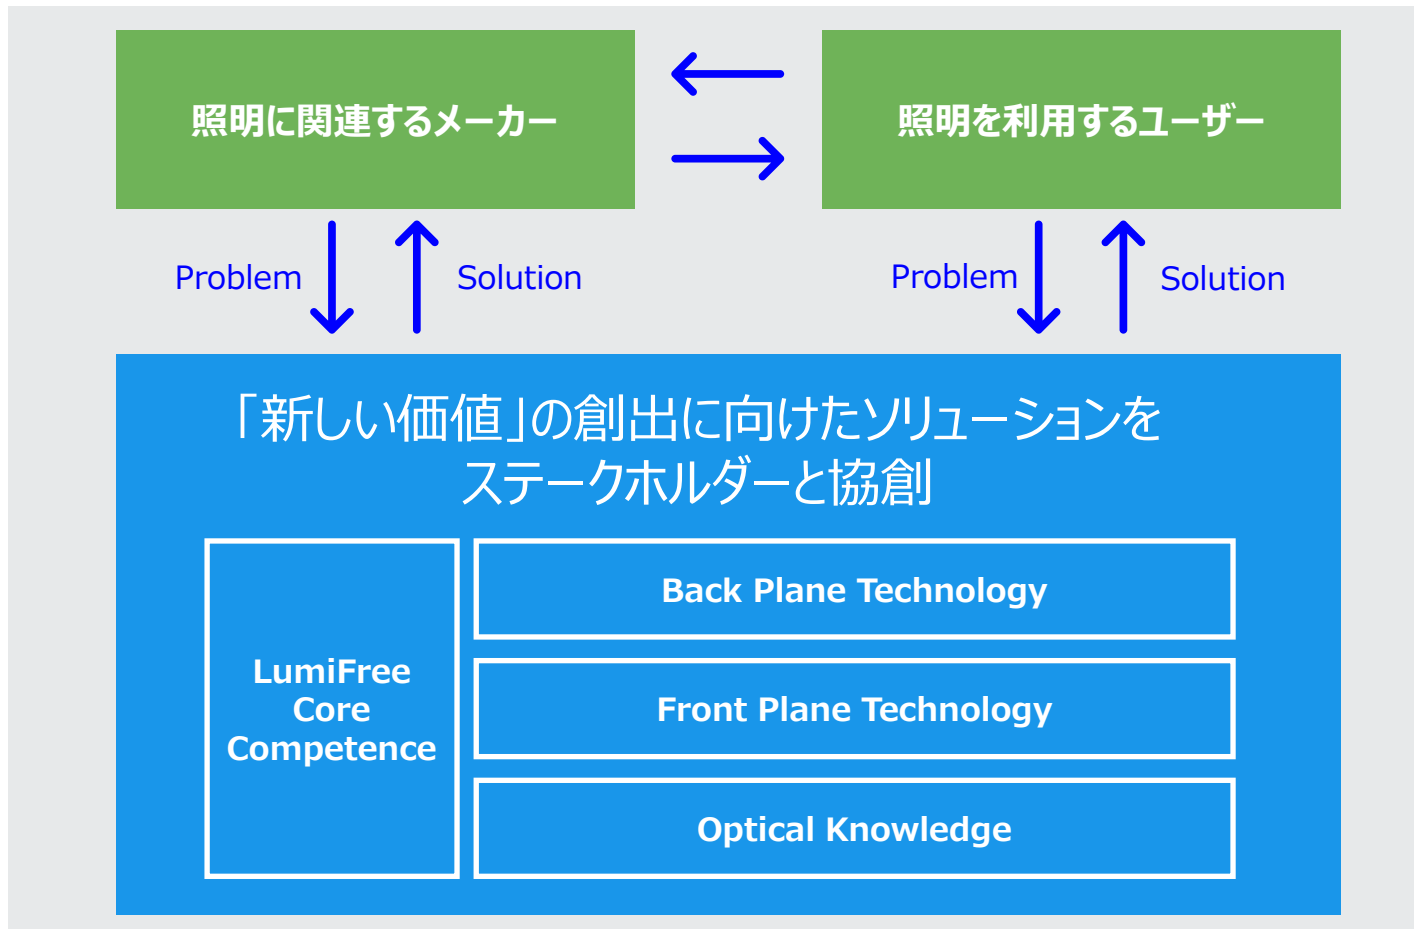 照明に関連するメーカー
照明を利用するユーザー
Problem
Solution
Problem
Solution
「新しい価値」の創出に向けたソリューションを
ステークホルダーと協創
LumiFree
Core
Competence
Back Plane Technology
Front Plane Technology
Optical Knowledge